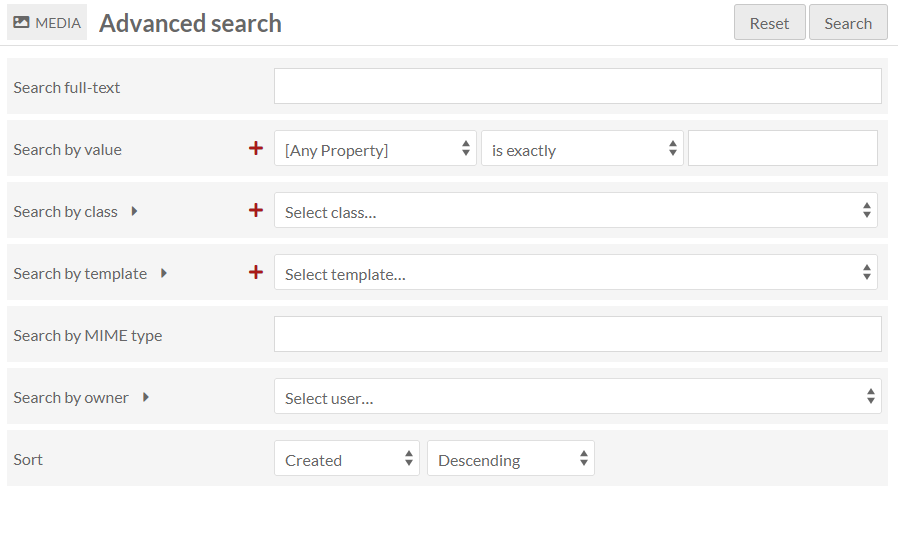 MEDIA Advanced search Reset Search
Search full-text
Search by value [Any Property] is exactly
Search by class Select class...
Search by template Select template...
Search by MIME type
Search by owner Select user...
Sort Created Descending